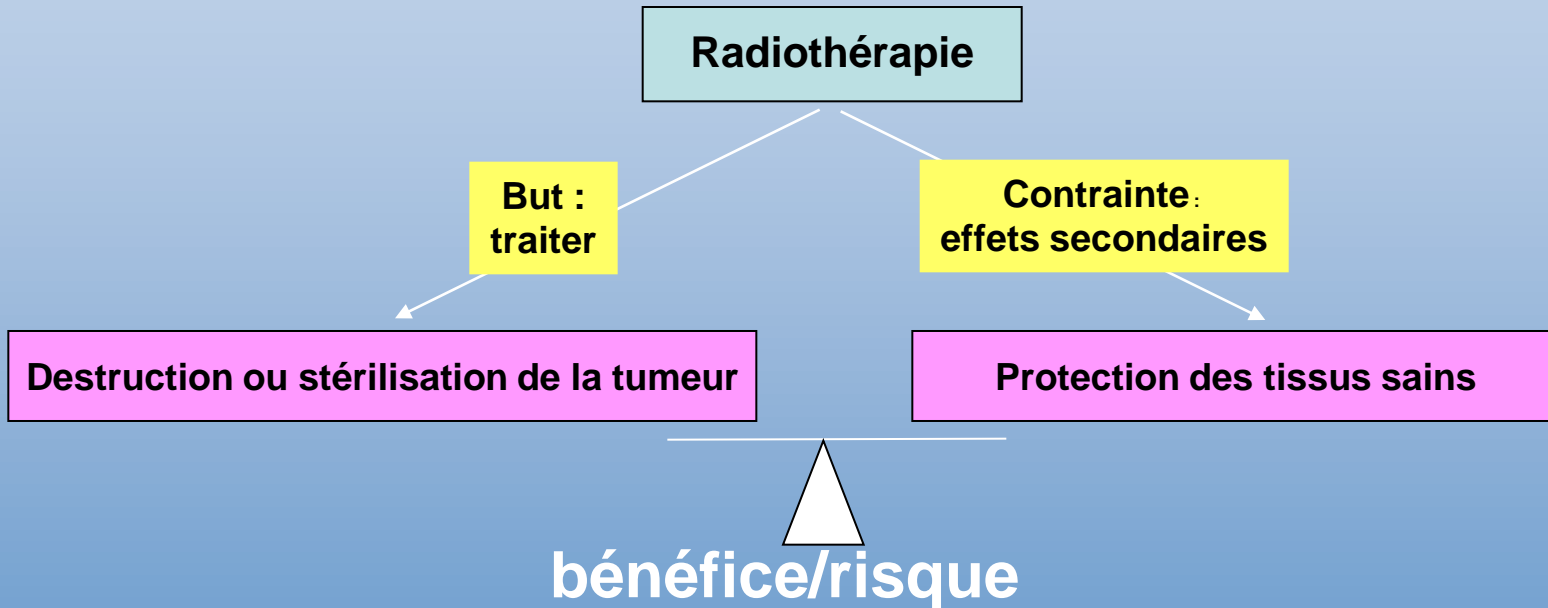 Radiothérapie
But :
traiter
Contrainte :
effets secondaires
Destruction ou stérilisation de la tumeur
Protection des tissus sains
bénéfice/risque